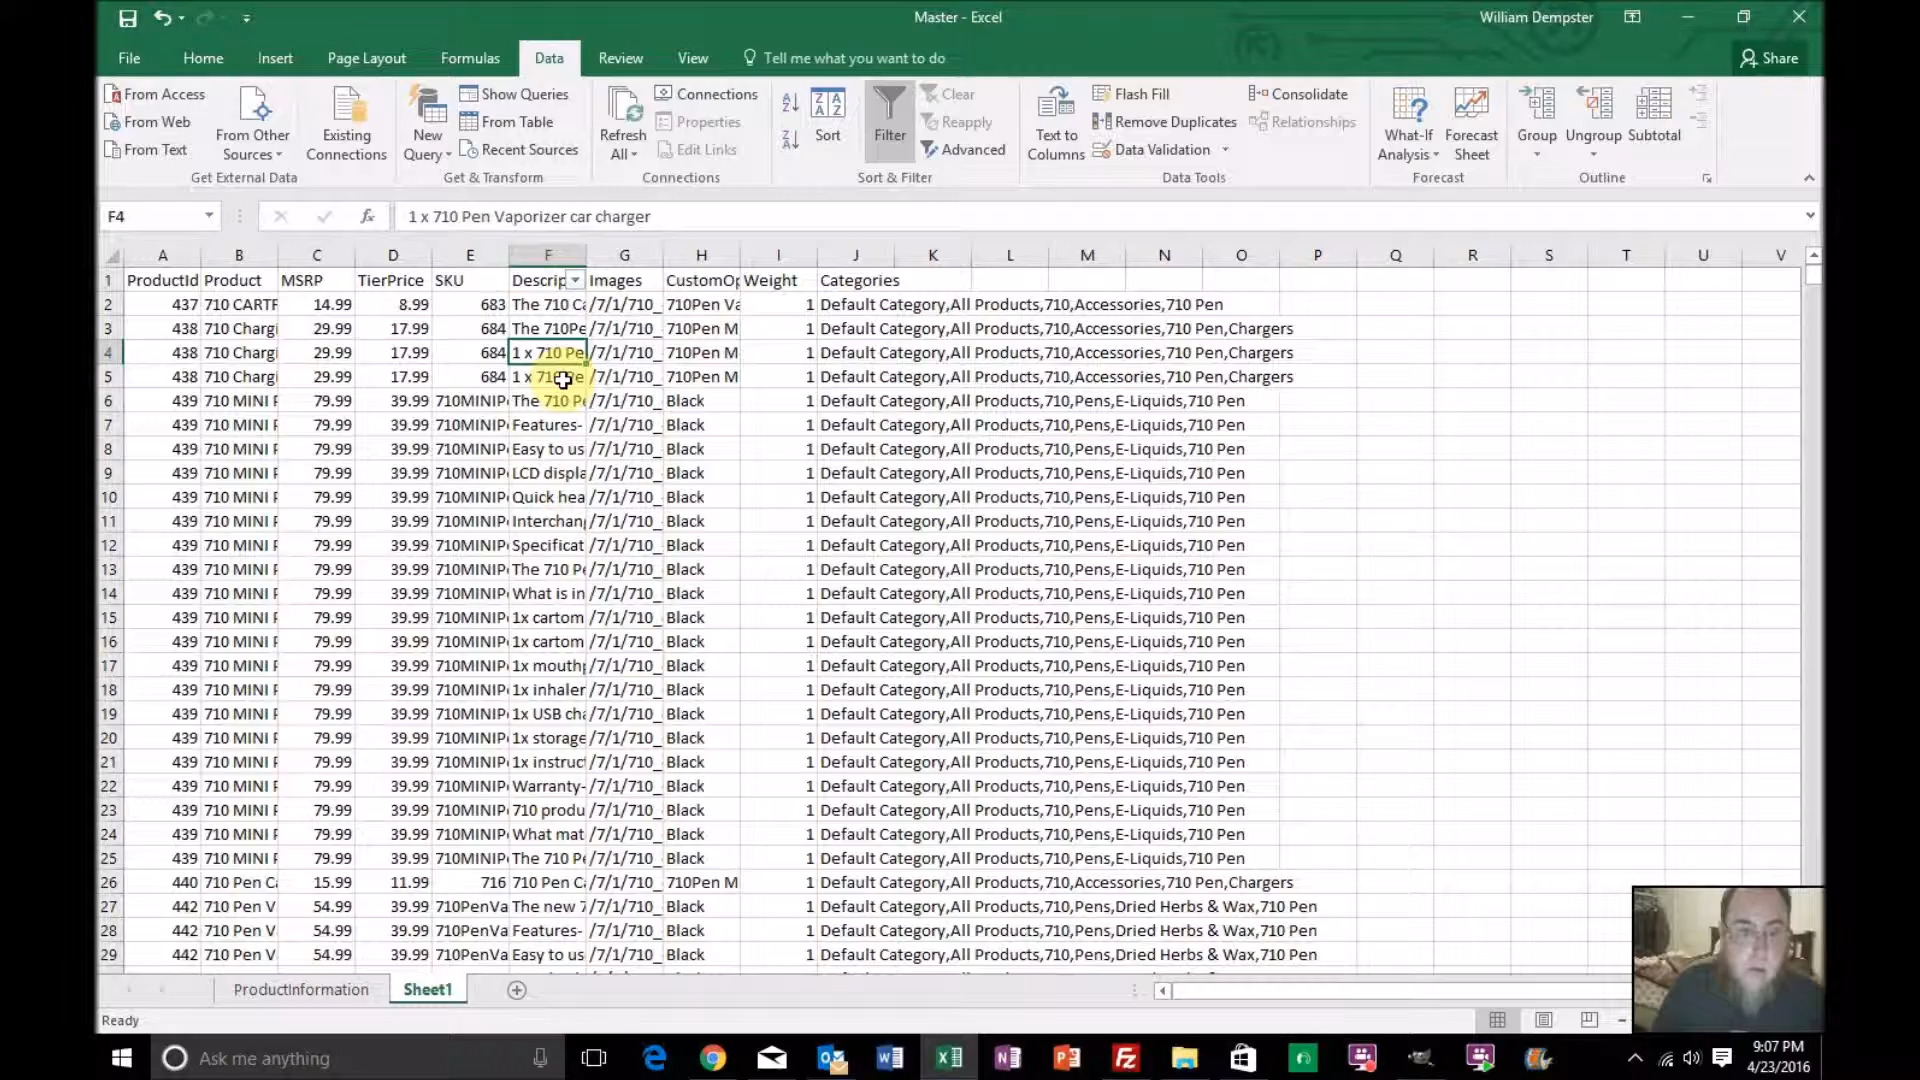 Master - Excel
William Dempster
File Home Insert Page Layout Formulas Data Review View Tell me what you want to do Share
From Access
From Web
From Text
From Other Sources
Existing Connections
Get External Data
New Query
Show Queries
From Table
Recent Sources
Get & Transform
Refresh All
Connections
Properties
Edit Links
Connections
Sort
Filter
Clear
Reapply
Advanced
Sort & Filter
Text to Columns
Flash Fill
Remove Duplicates
Data Validation
Consolidate
Relationships
Data Tools
What-If Analysis
Forecast Sheet
Forecast
Group
Ungroup
Subtotal
Outline
F4 fx 1 x 710 Pen Vaporizer car charger
A B C D E F G H I J K L M N O P Q R S T U V
1 ProductId Product MSRP TierPrice SKU Descrip Images CustomOp Weight Categories
2 437 710 CARTR 14.99 8.99 683 The 710 Ca /7/1/710_ 710Pen Va 1 Default Category,All Products,710,Accessories,710 Pen
3 438 710 Chargi 29.99 17.99 684 The 710Pe /7/1/710_ 710Pen M 1 Default Category,All Products,710,Accessories,710 Pen,Chargers
4 438 710 Chargi 29.99 17.99 684 1 x 710 Pe /7/1/710_ 710Pen M 1 Default Category,All Products,710,Accessories,710 Pen,Chargers
5 438 710 Chargi 29.99 17.99 684 1 x 710 Pe /7/1/710_ 710Pen M 1 Default Category,All Products,710,Accessories,710 Pen,Chargers
6 439 710 MINI P 79.99 39.99 710MINIPe The 710 Pe /7/1/710_ Black 1 Default Category,All Products,710,Pens,E-Liquids,710 Pen
7 439 710 MINI P 79.99 39.99 710MINIPe Features- /7/1/710_ Black 1 Default Category,All Products,710,Pens,E-Liquids,710 Pen
8 439 710 MINI P 79.99 39.99 710MINIPe Easy to us /7/1/710_ Black 1 Default Category,All Products,710,Pens,E-Liquids,710 Pen
9 439 710 MINI P 79.99 39.99 710MINIPe LCD displa /7/1/710_ Black 1 Default Category,All Products,710,Pens,E-Liquids,710 Pen
10 439 710 MINI P 79.99 39.99 710MINIPe Quick hea /7/1/710_ Black 1 Default Category,All Products,710,Pens,E-Liquids,710 Pen
11 439 710 MINI P 79.99 39.99 710MINIPe Interchang /7/1/710_ Black 1 Default Category,All Products,710,Pens,E-Liquids,710 Pen
12 439 710 MINI P 79.99 39.99 710MINIPe Specificat /7/1/710_ Black 1 Default Category,All Products,710,Pens,E-Liquids,710 Pen
13 439 710 MINI P 79.99 39.99 710MINIPe The 710 Pe /7/1/710_ Black 1 Default Category,All Products,710,Pens,E-Liquids,710 Pen
14 439 710 MINI P 79.99 39.99 710MINIPe What is in /7/1/710_ Black 1 Default Category,All Products,710,Pens,E-Liquids,710 Pen
15 439 710 MINI P 79.99 39.99 710MINIPe 1x cartom /7/1/710_ Black 1 Default Category,All Products,710,Pens,E-Liquids,710 Pen
16 439 710 MINI P 79.99 39.99 710MINIPe 1x cartom /7/1/710_ Black 1 Default Category,All Products,710,Pens,E-Liquids,710 Pen
17 439 710 MINI P 79.99 39.99 710MINIPe 1x mouthp /7/1/710_ Black 1 Default Category,All Products,710,Pens,E-Liquids,710 Pen
18 439 710 MINI P 79.99 39.99 710MINIPe 1x inhaler /7/1/710_ Black 1 Default Category,All Products,710,Pens,E-Liquids,710 Pen
19 439 710 MINI P 79.99 39.99 710MINIPe 1x USB cha /7/1/710_ Black 1 Default Category,All Products,710,Pens,E-Liquids,710 Pen
20 439 710 MINI P 79.99 39.99 710MINIPe 1x storage /7/1/710_ Black 1 Default Category,All Products,710,Pens,E-Liquids,710 Pen
21 439 710 MINI P 79.99 39.99 710MINIPe 1x instruct /7/1/710_ Black 1 Default Category,All Products,710,Pens,E-Liquids,710 Pen
22 439 710 MINI P 79.99 39.99 710MINIPe Warranty- /7/1/710_ Black 1 Default Category,All Products,710,Pens,E-Liquids,710 Pen
23 439 710 MINI P 79.99 39.99 710MINIPe 710 produ /7/1/710_ Black 1 Default Category,All Products,710,Pens,E-Liquids,710 Pen
24 439 710 MINI P 79.99 39.99 710MINIPe What mat /7/1/710_ Black 1 Default Category,All Products,710,Pens,E-Liquids,710 Pen
25 439 710 MINI P 79.99 39.99 710MINIPe The 710 Pe /7/1/710_ Black 1 Default Category,All Products,710,Pens,E-Liquids,710 Pen
26 440 710 Pen Ca 15.99 11.99 716 710 Pen Ca /7/1/710_ 710Pen M 1 Default Category,All Products,710,Accessories,710 Pen,Chargers
27 442 710 Pen V 54.99 39.99 710PenVa The new 7 /7/1/710_ Black 1 Default Category,All Products,710,Pens,Dried Herbs & Wax,710 Pen
28 442 710 Pen V 54.99 39.99 710PenVa Features- /7/1/710_ Black 1 Default Category,All Products,710,Pens,Dried Herbs & Wax,710 Pen
29 442 710 Pen V 54.99 39.99 710PenVa Easy to us /7/1/710_ Black 1 Default Category,All Products,710,Pens,Dried Herbs & Wax,710 Pen
ProductInformation Sheet1
Ready
Ask me anything
9:07 PM
4/23/2016